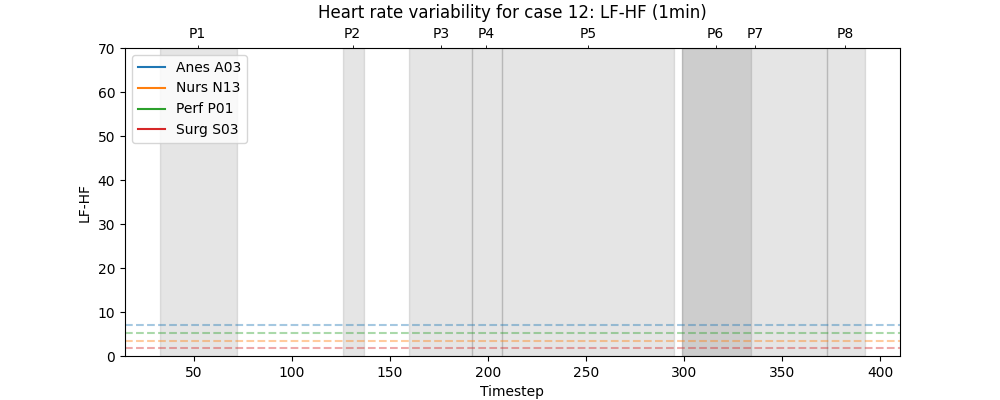 Heart rate variability for case 12: LF-HF (1min)
P1 P2 P3 P4 P5 P6 P7 P8
70
60
50
40
30
20
10
0
LF-HF
Anes A03
Nurs N13
Perf P01
Surg S03
50 100 150 200 250 300 350 400
Timestep